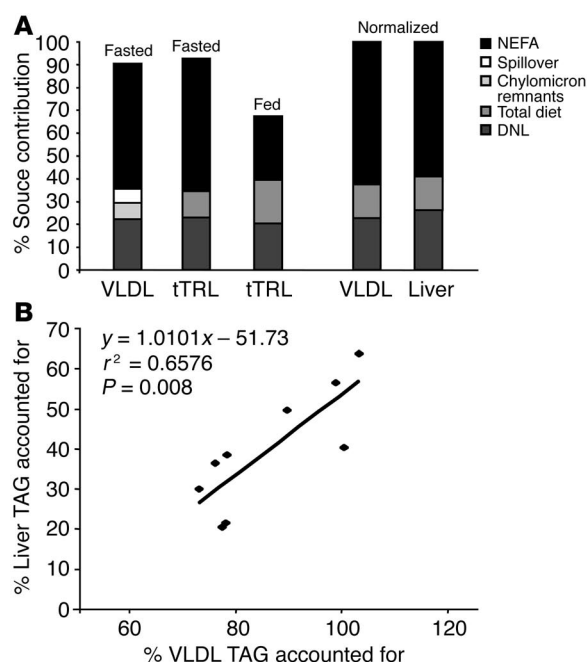 A
% Souce contribution
100
90
80
70
60
50
40
30
20
10
0
Fasted
Fasted
Fed
Normalized
VLDL
tTRL
tTRL
VLDL
Liver
NEFA
Spillover
Chylomicron
remnants
Total diet
DNL
B
% Liver TAG accounted for
70
60
50
40
30
20
10
0
y = 1.0101x – 51.73
r² = 0.6576
P = 0.008
60
80
100
120
% VLDL TAG accounted for